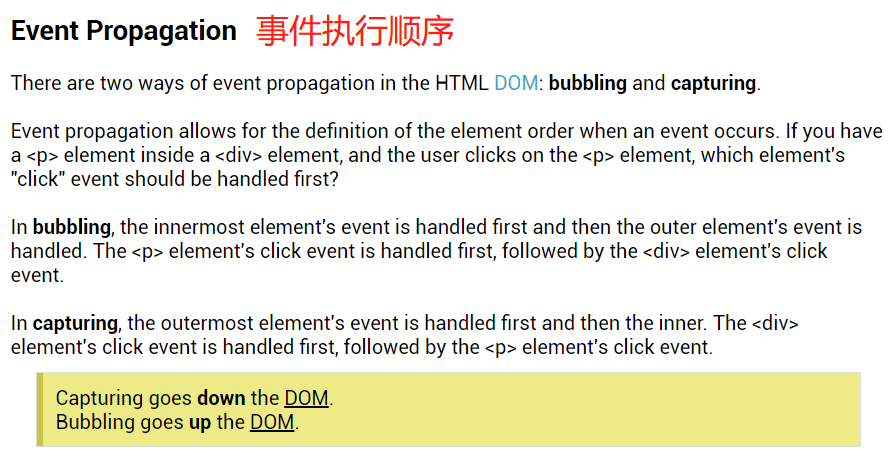 Event Propagation 事件执行顺序
There are two ways of event propagation in the HTML DOM: bubbling and capturing.
Event propagation allows for the definition of the element order when an event occurs. If you have
a <p> element inside a <div> element, and the user clicks on the <p> element, which element's
"click" event should be handled first?
In bubbling, the innermost element's event is handled first and then the outer element's event is
handled. The <p> element's click event is handled first, followed by the <div> element's click
event.
In capturing, the outermost element's event is handled first and then the inner. The <div>
element's click event is handled first, followed by the <p> element's click event.
Capturing goes down the DOM.
Bubbling goes up the DOM.